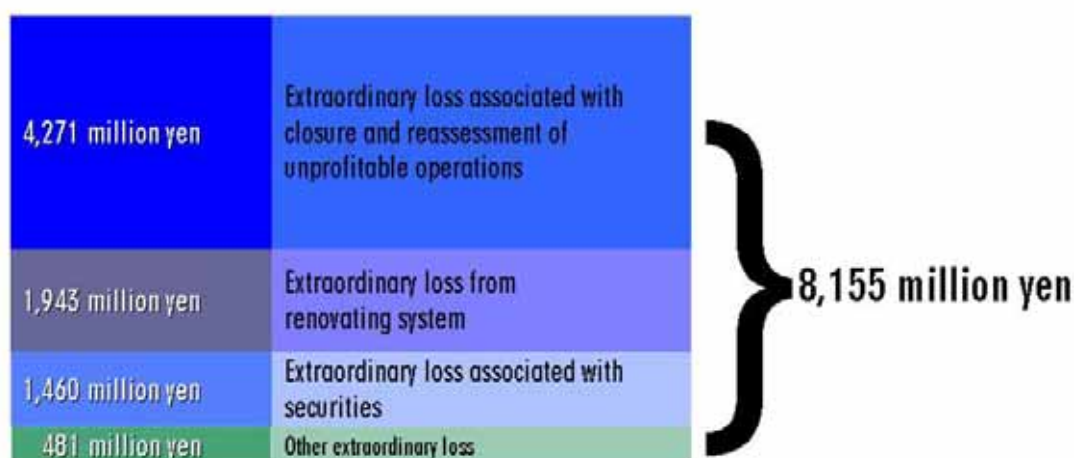 4,271 million yen
Extraordinary loss associated with
closure and reassessment of
unprofitable operations
1,943 million yen
Extraordinary loss from
renovating system
1,460 million yen
Extraordinary loss associated with
securities
481 million yen
Other extraordinary loss
8,155 million yen